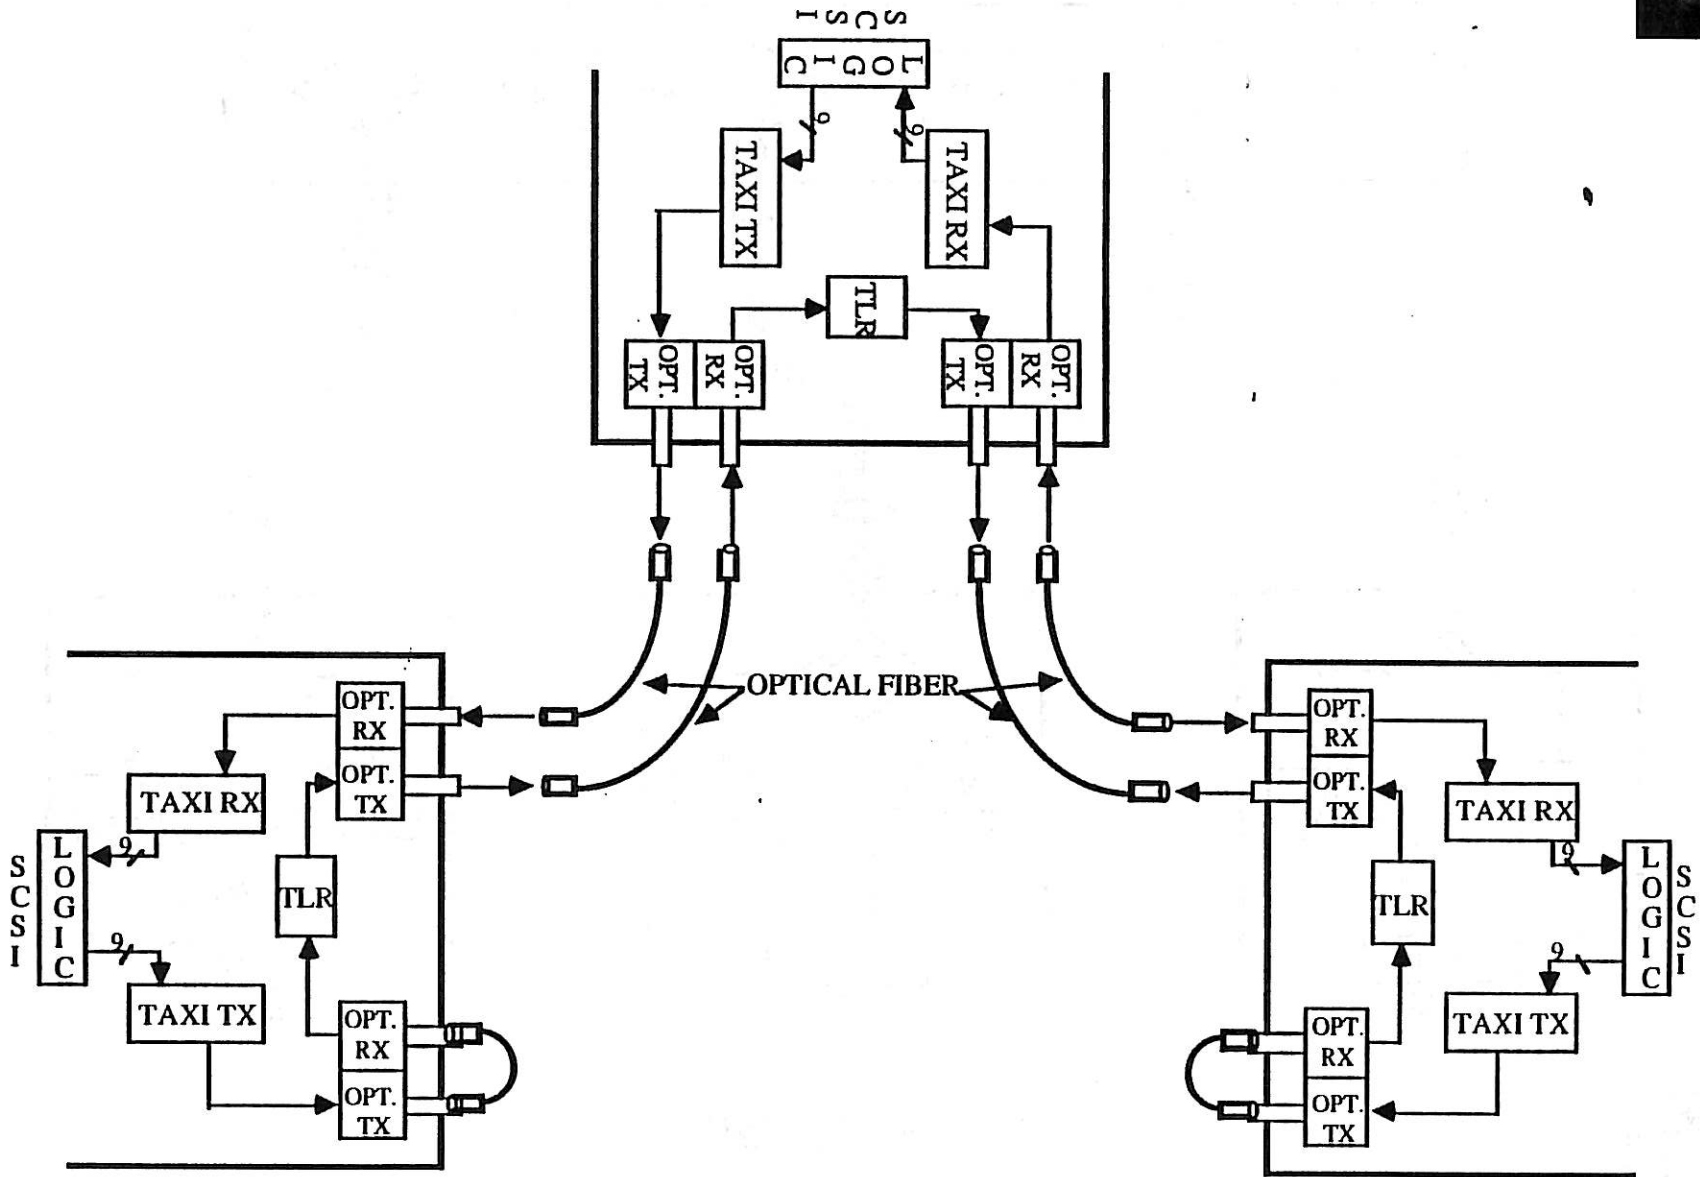 SCSI
LOGIC
9
9
TAXI TX
TAXI RX
TLR
OPT.
TX
OPT.
RX
OPT.
TX
OPT.
RX
OPTICAL FIBER
OPT.
RX
OPT.
TX
TAXI RX
9
SCSI
LOGIC
TLR
9
TAXI TX
OPT.
RX
OPT.
TX
OPT.
RX
OPT.
TX
TAXI RX
9
LOGIC
SCSI
TLR
9
TAXI TX
OPT.
RX
OPT.
TX